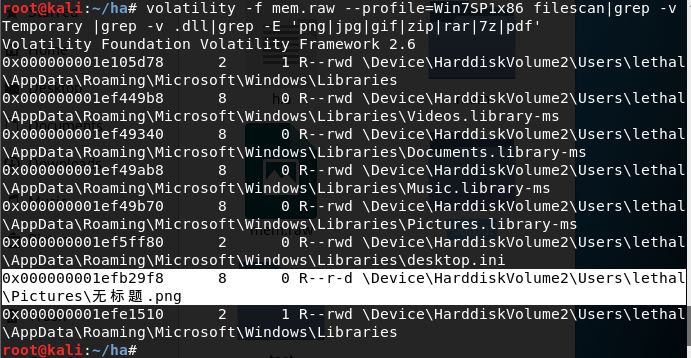 root@kali:~/ha# volatility -f mem.raw --profile=Win7SP1x86 filescan|grep -v
Temporary |grep -v .dll|grep -E 'png|jpg|gif|zip|rar|7z|pdf'
Volatility Foundation Volatility Framework 2.6
0x000000001e105d78      2      1 R--rwd \Device\HarddiskVolume2\Users\lethal
\AppData\Roaming\Microsoft\Windows\Libraries
0x000000001ef449b8      8      0 R--rwd \Device\HarddiskVolume2\Users\lethal
\AppData\Roaming\Microsoft\Windows\Libraries\Videos.library-ms
0x000000001ef49340      8      0 R--rwd \Device\HarddiskVolume2\Users\lethal
\AppData\Roaming\Microsoft\Windows\Libraries\Documents.library-ms
0x000000001ef49ab8      8      0 R--rwd \Device\HarddiskVolume2\Users\lethal
\AppData\Roaming\Microsoft\Windows\Libraries\Music.library-ms
0x000000001ef49b70      8      0 R--rwd \Device\HarddiskVolume2\Users\lethal
\AppData\Roaming\Microsoft\Windows\Libraries\Pictures.library-ms
0x000000001ef5ff80      2      0 R--rwd \Device\HarddiskVolume2\Users\lethal
\AppData\Roaming\Microsoft\Windows\Libraries\desktop.ini
0x000000001efb29f8      8      0 R--r-d \Device\HarddiskVolume2\Users\lethal
\Pictures\无标题.png
0x000000001efe1510      2      1 R--rwd \Device\HarddiskVolume2\Users\lethal
\AppData\Roaming\Microsoft\Windows\Libraries
root@kali:~/ha#